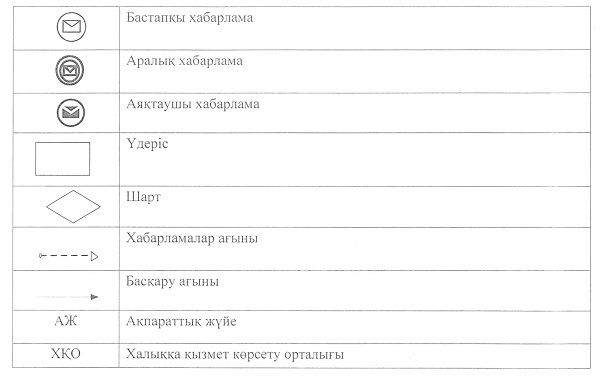 Бастапқы хабарлама
Аралық хабарлама
Аяқтаушы хабарлама
Үдеріс
Шарт
Хабарламалар ағыны
Басқару ағыны
АЖ Ақпараттық жүйе
ХҚО Халыққа қызмет көрсету орталығы